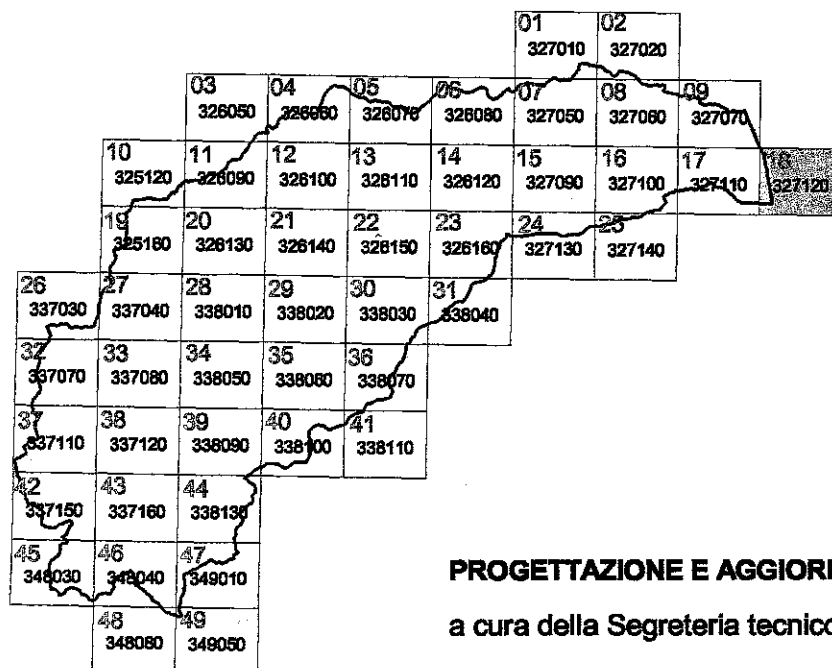 01 02
327010 327020
03 04 05 06 07 08 09
326050 326060 326070 326080 327050 327060 327070
10 11 12 13 14 15 16 17 18
325120 326090 326100 326110 326120 327090 327100 327110 327120
19 20 21 22 23 24 25
325160 326130 326140 326150 326160 327130 327140
26 27 28 29 30 31
337030 337040 338010 338020 338030 338040
32 33 34 35 36
337070 337080 338050 338060 338070
37 38 39 40 41
337110 337120 338090 338100 338110
42 43 44
337150 337160 338130
45 46 47
348030 348040 349010
PROGETTAZIONE E AGGIORI
a cura della Segreteria tecnico
48 49
348080 349050